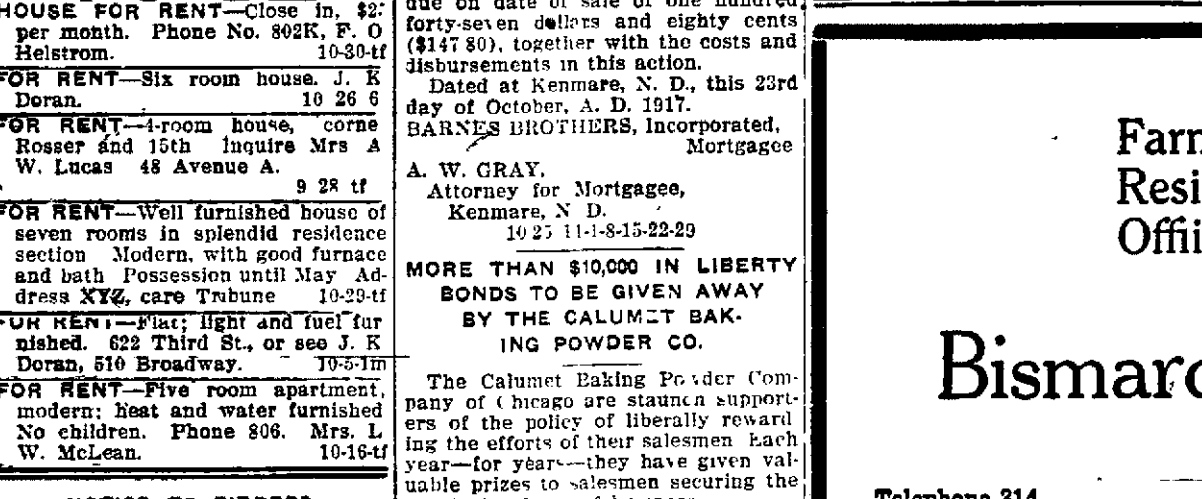 HOUSE FOR RENT—Close in,
per month. Phone No. 802K, F. O
Helstrom. 10-30-tf
FOR RENT—Six room house. J. K
Doran. 10 26 6
FOR RENT—4-room house, corne
Rosser and 15th Inquire Mrs A
W. Lucas 48 Avenue A.
9 28 tf
FOR RENT—Well furnished house of
seven rooms in splendid residence
section Modern, with good furnace
and bath Possession until May Ad-
dress XYZ, care Tribune 10-29-tf
FOR RENT—Flat; light and fuel fur
nished. 622 Third St., or see J. K
Doran, 510 Broadway. 10-5-1m
FOR RENT—Five room apartment,
modern; heat and water furnished
No children. Phone 806. Mrs. L
W. McLean. 10-16-tf
due on date of sale of one hundred
forty-seven dollars and eighty cents
($147 80), together with the costs and
disbursements in this action.
Dated at Kenmare, N. D., this 23rd
day of October, A. D. 1917.
BARNES BROTHERS, Incorporated,
Mortgagee
A. W. GRAY,
Attorney for Mortgagee,
Kenmare, N D.
10 25 11-1-8-15-22-29
MORE THAN $10,000 IN LIBERTY
BONDS TO BE GIVEN AWAY
BY THE CALUMET BAK-
ING POWDER CO.
The Calumet Baking Powder Com-
pany of Chicago are staunch support-
ers of the policy of liberally reward
ing the efforts of their salesmen Each
year—for years—they have given val-
uable prizes to salesmen securing the
Farm
Resi
Offi
Bismarc
Telephone 314